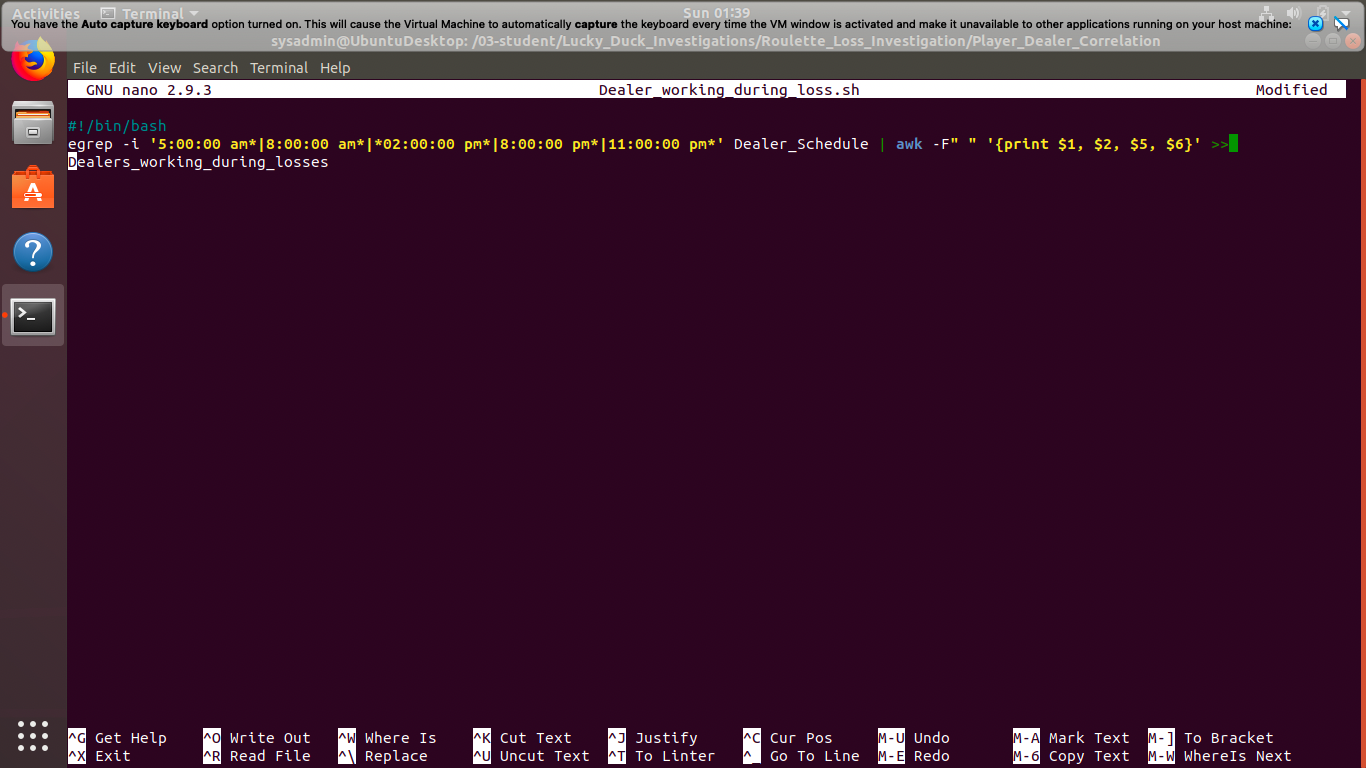 Activities Terminal Sun 01:39
You have the Auto capture keyboard option turned on. This will cause the Virtual Machine to automatically capture the keyboard every time the VM window is activated and make it unavailable to other applications running on your host machine:
sysadmin@UbuntuDesktop: /03-student/Lucky_Duck_Investigations/Roulette_Loss_Investigation/Player_Dealer_Correlation
File Edit View Search Terminal Help
GNU nano 2.9.3 Dealer_working_during_loss.sh Modified
#!/bin/bash
egrep -i '5:00:00 am*|8:00:00 am*|*02:00:00 pm*|8:00:00 pm*|11:00:00 pm*' Dealer_Schedule | awk -F" " '{print $1, $2, $5, $6}' >>
Dealers_working_during_losses
^G Get Help ^O Write Out ^W Where Is ^K Cut Text ^J Justify ^C Cur Pos M-U Undo M-A Mark Text M-] To Bracket
^X Exit ^R Read File ^\ Replace ^U Uncut Text ^T To Linter ^_ Go To Line M-E Redo M-6 Copy Text M-W WhereIs Next